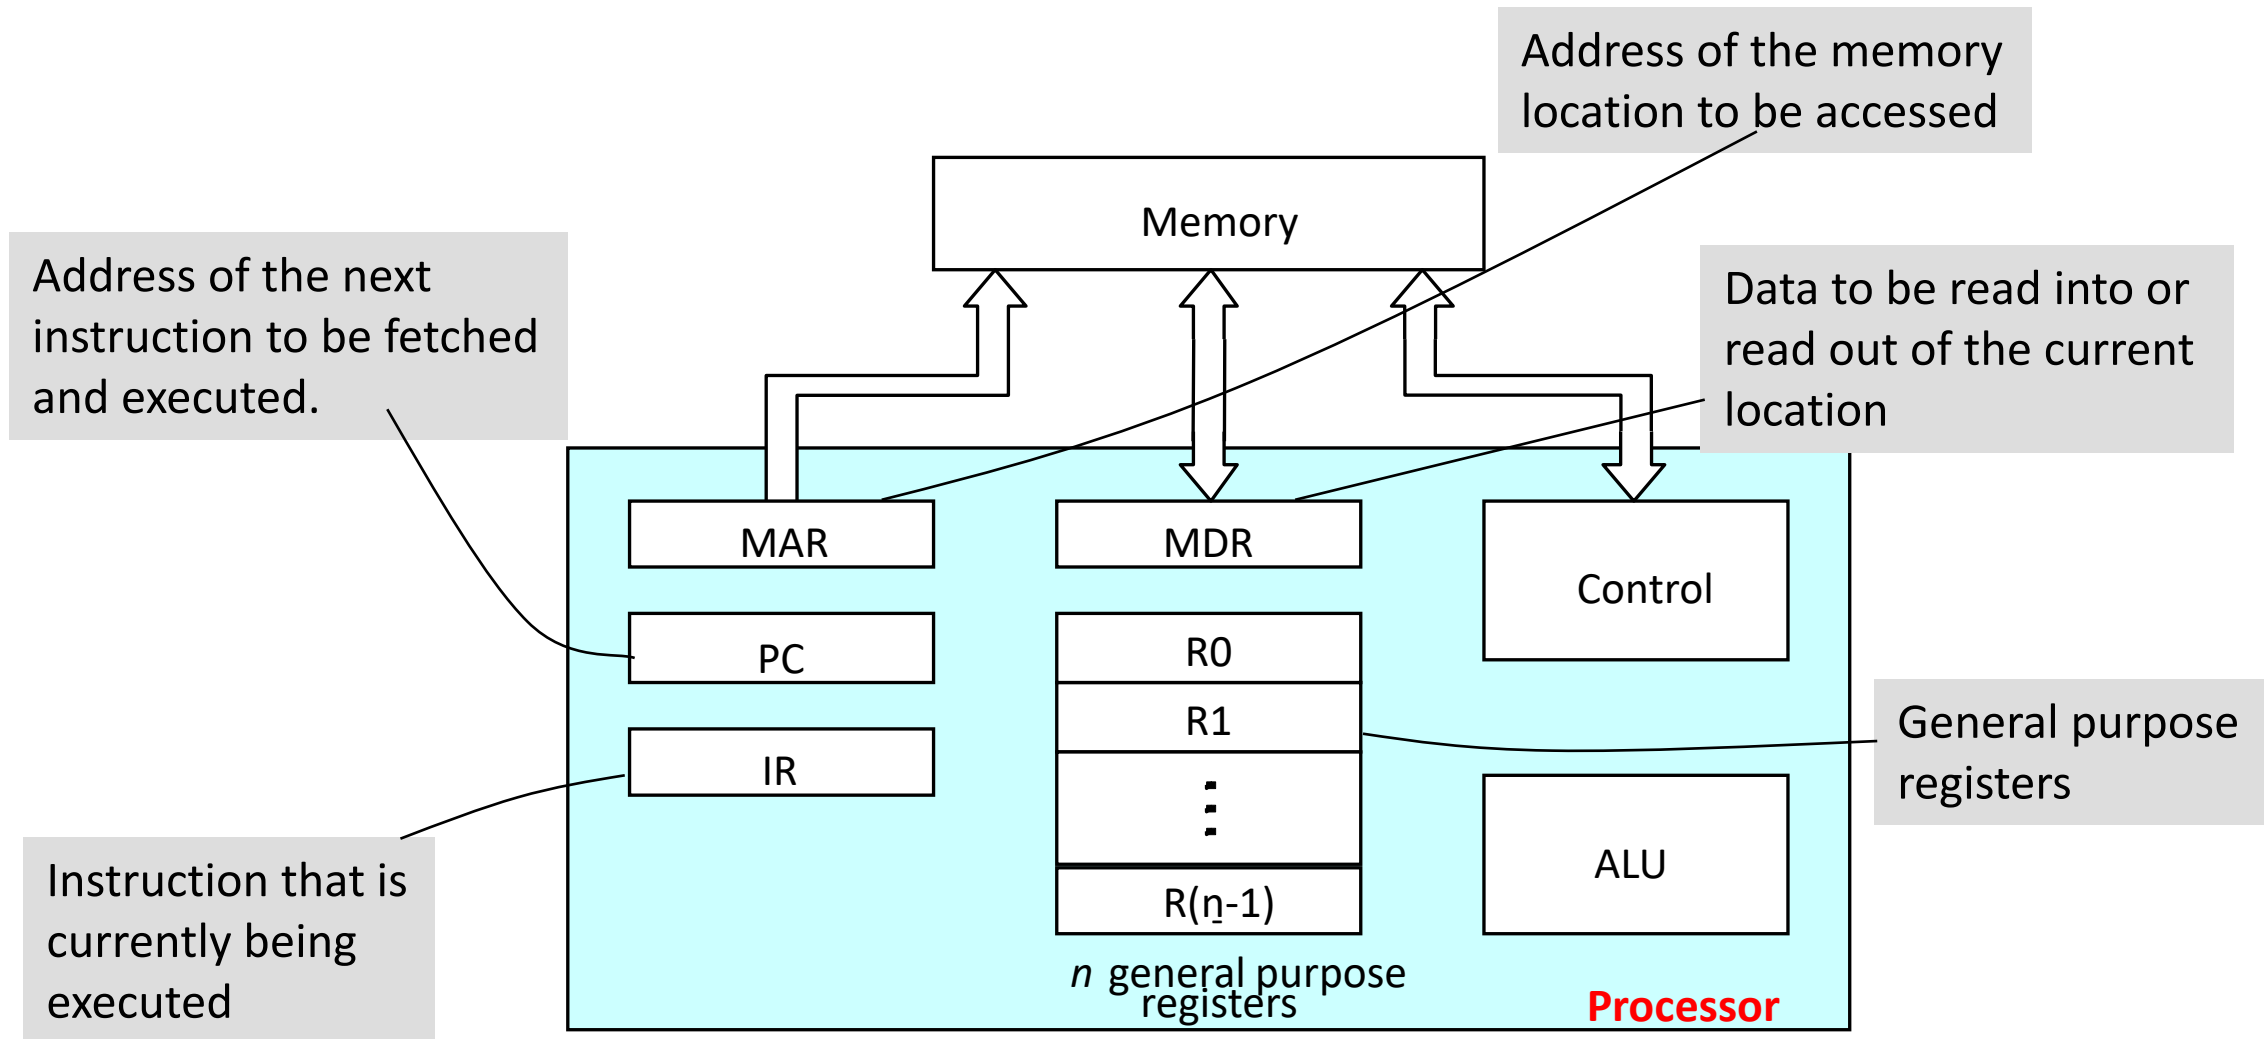 Address of the memory
location to be accessed
Memory
Address of the next
instruction to be fetched
and executed.
Data to be read into or
read out of the current
location
MAR
MDR
Control
PC
R0
R1
IR
General purpose
registers
ALU
R(n-1)
Instruction that is
currently being
executed
n general purpose
registers
Processor